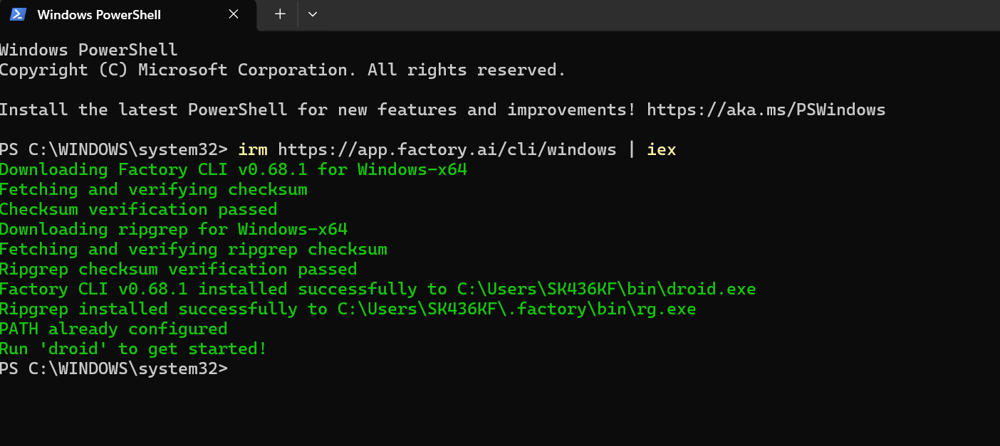 Windows PowerShell
Windows PowerShell
Copyright (C) Microsoft Corporation. All rights reserved.
Install the latest PowerShell for new features and improvements! https://aka.ms/PSWindows
PS C:\WINDOWS\system32> irm https://app.factory.ai/cli/windows | iex
Downloading Factory CLI v0.68.1 for Windows-x64
Fetching and verifying checksum
Checksum verification passed
Downloading ripgrep for Windows-x64
Fetching and verifying ripgrep checksum
Ripgrep checksum verification passed
Factory CLI v0.68.1 installed successfully to C:\Users\SK436KF\bin\droid.exe
Ripgrep installed successfully to C:\Users\SK436KF\.factory\bin\rg.exe
PATH already configured
Run 'droid' to get started!
PS C:\WINDOWS\system32>